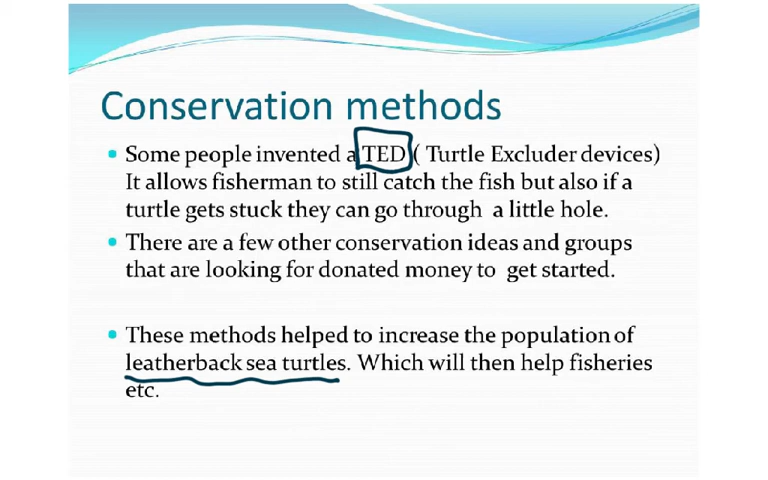 Conservation methods
• Some people invented a TED ( Turtle Excluder devices)
It allows fisherman to still catch the fish but also if a
turtle gets stuck they can go through a little hole.
• There are a few other conservation ideas and groups
that are looking for donated money to get started.
• These methods helped to increase the population of
leatherback sea turtles. Which will then help fisheries
etc.